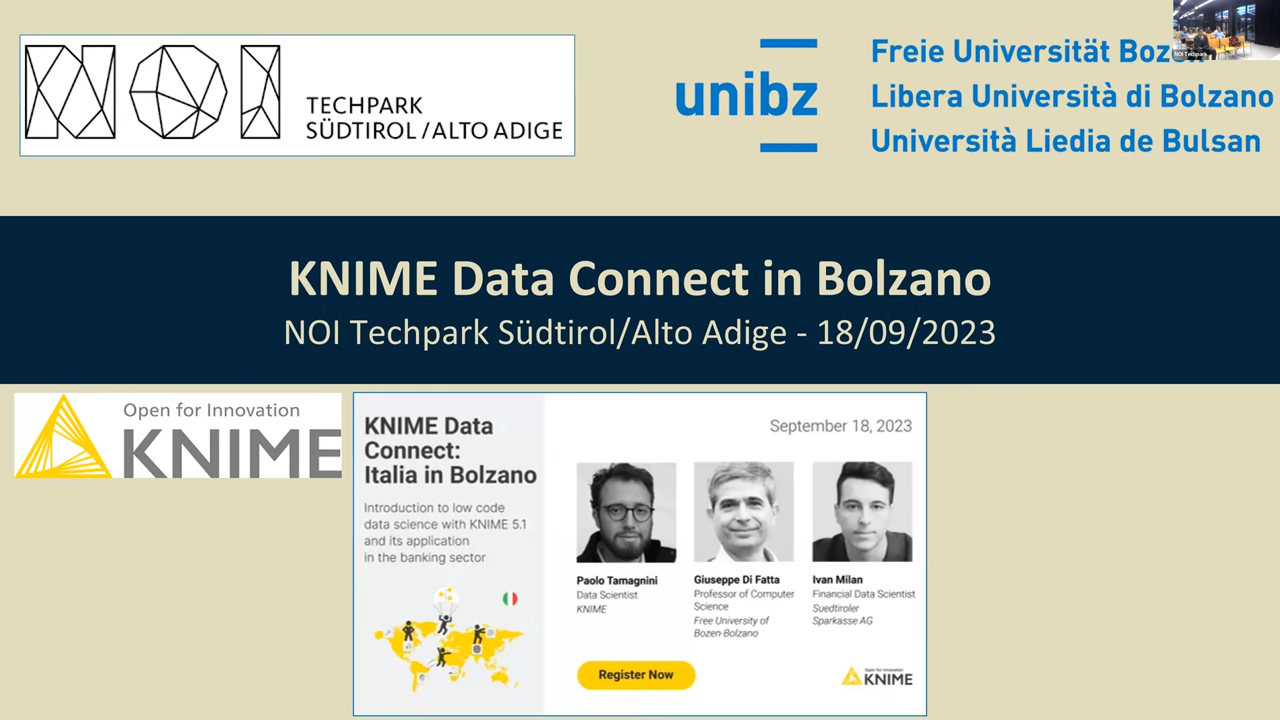 NOI
TECHPARK
SÜDTIROL / ALTO ADIGE
unibz
Freie Universität
Libera Università di Bolzano
Università Liedia de Bulsan
NOI Techpark
KNIME Data Connect in Bolzano
NOI Techpark Südtirol/Alto Adige - 18/09/2023
Open for Innovation
KNIME
KNIME Data
Connect:
Italia in Bolzano
Introduction to low code
data science with KNIME 5.1
and its application
in the banking sector
September 18, 2023
Paolo Tamagnini
Data Scientist
KNIME
Giuseppe Di Fatta
Professor of Computer
Science
Free University of
Bozen-Bolzano
Ivan Milan
Financial Data Scientist
Suedtiroler
Sparkasse AG
Register Now
Open for Innovation
KNIME